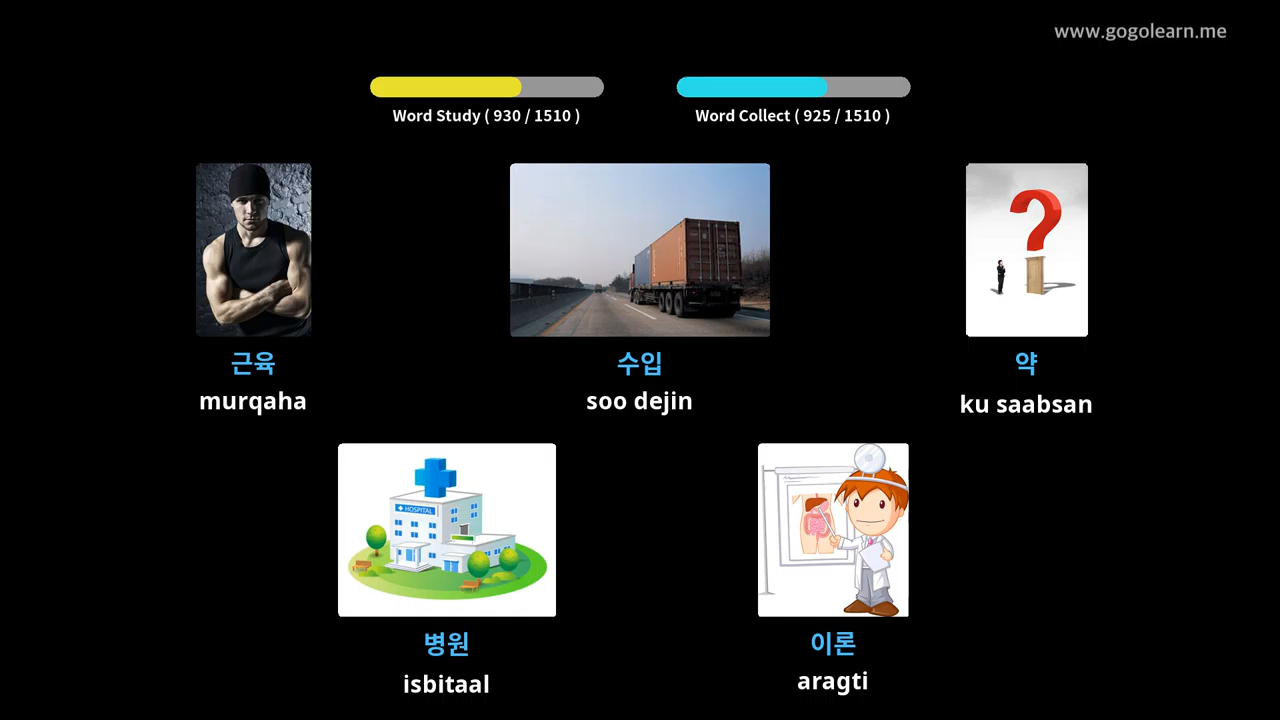 www.gogolearn.me
Word Study ( 930 / 1510 )
Word Collect ( 925 / 1510 )
근육
murqaha
수입
soo dejin
약
ku saabsan
HOSPITAL
병원
isbitaal
이론
aragti